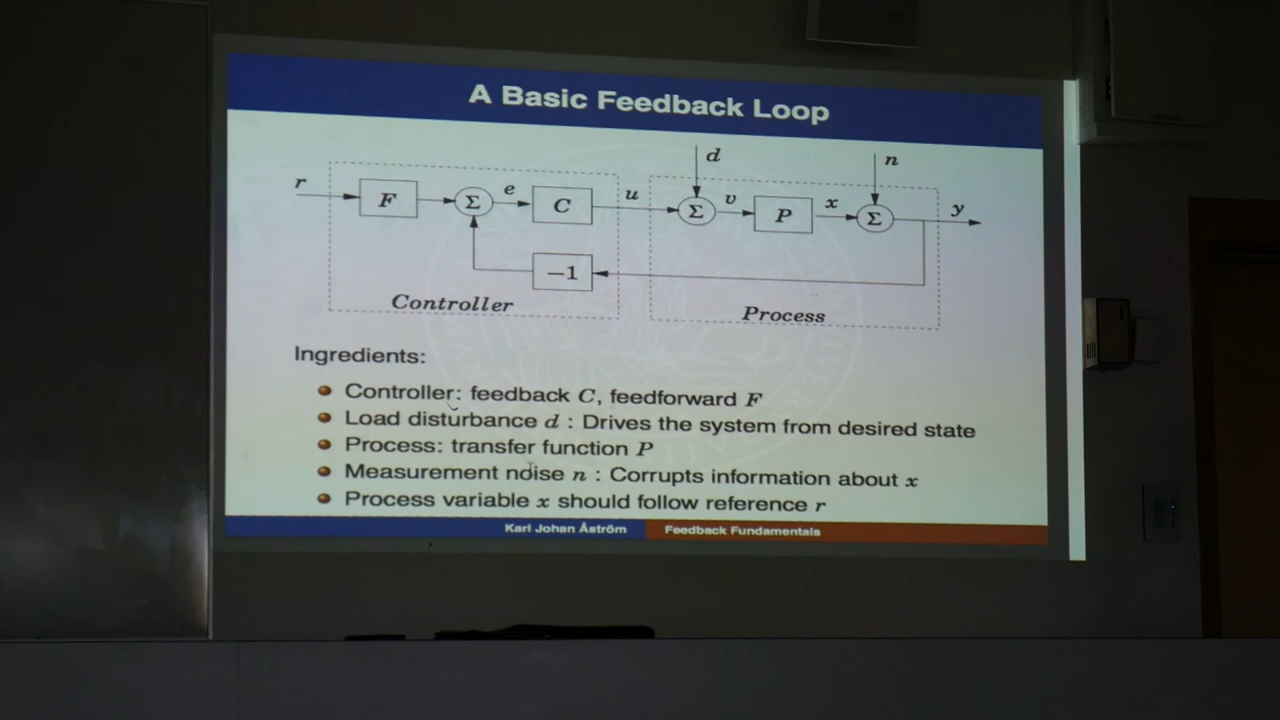 A Basic Feedback Loop
d
n
r
F
Σ
e
C
u
Σ
v
P
x
Σ
y
−1
Controller
Process
Ingredients:
Controller: feedback C, feedforward F
Load disturbance d : Drives the system from desired state
Process: transfer function P
Measurement noise n : Corrupts information about x
Process variable x should follow reference r
Karl Johan Åström
Feedback Fundamentals